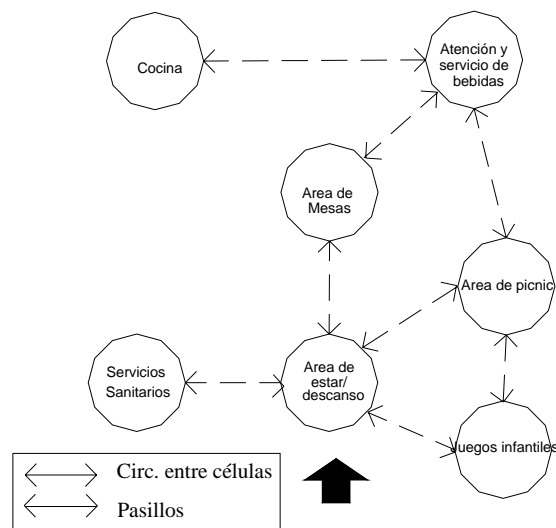 Cocina
Atención y
servicio de
bebidas
Area de
Mesas
Area de picnic
Servicios
Sanitarios
Area de
estar/
descanso
Juegos infantiles
Circ. entre células
Pasillos